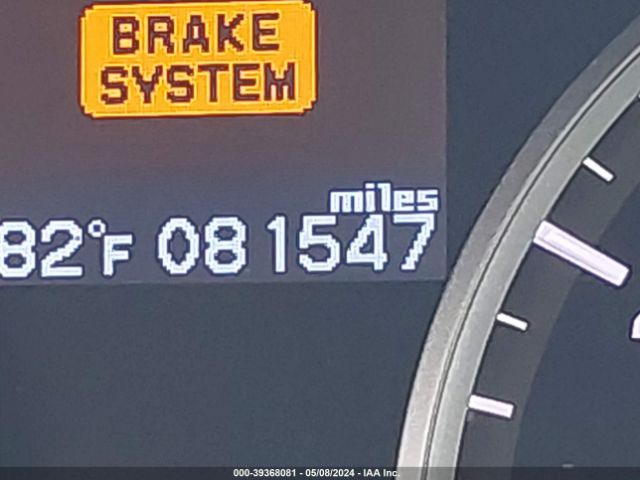 BRAKE
SYSTEM
miles
82°F 081547
000-39368081 - 05/08/2024 - IAA Inc.